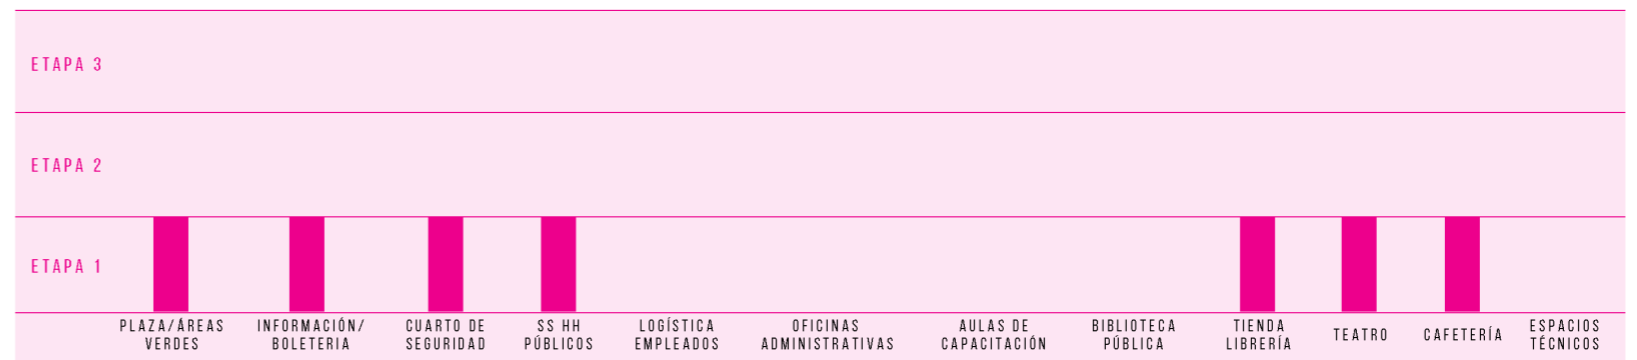 ETAPA 3
ETAPA 2
ETAPA 1
PLAZA/ÁREAS
VERDES
INFORMACIÓN/
BOLETERIA
CUARTO DE
SEGURIDAD
SS HH
PÚBLICOS
LOGÍSTICA
EMPLEADOS
OFICINAS
ADMINISTRATIVAS
AULAS DE
CAPACITACIÓN
BIBLIOTECA
PÚBLICA
TIENDA
LIBRERÍA
TEATRO
CAFETERÍA
ESPACIOS
TÉCNICOS